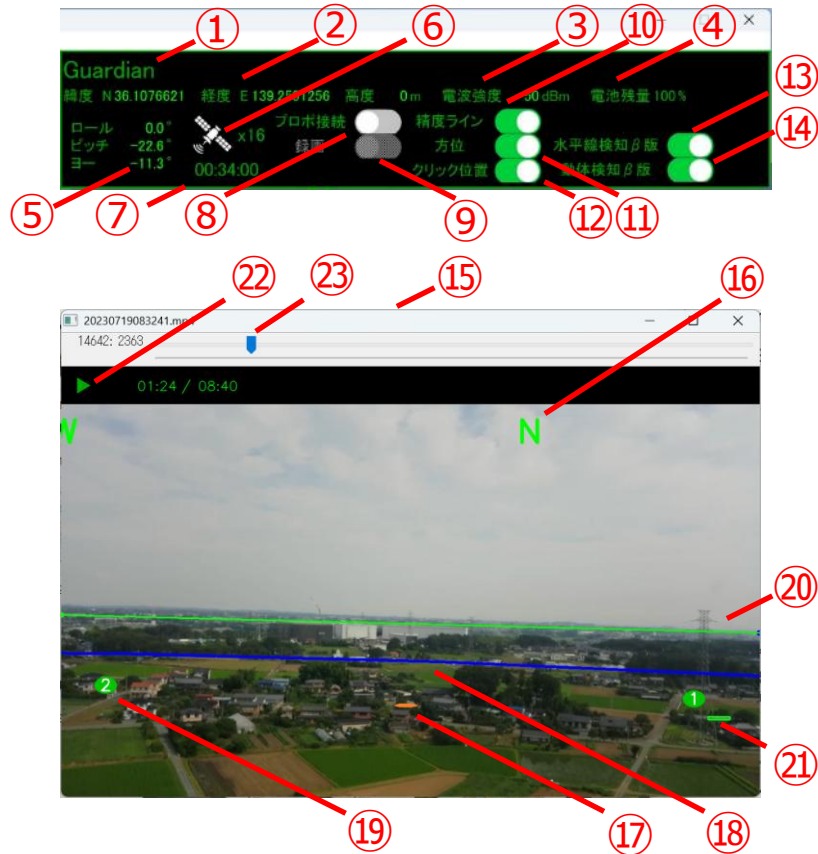 ① ② ⑥ ③ ⑩ ④
Guardian
緯度 N 36.1076621 経度 E 139.2531256 高度 0m 電波強度 dBm 電池残量 100%
⑬
ロール 0.0° ×16 プロポ接続 精度ライン
ピッチ -22.6° 録画 方位 水平線検知β版 ⑭
ヨー -11.3° 00:34:00 クリック位置 動体検知β版
⑤ ⑦ ⑧ ⑨ ⑫ ⑪
㉒ ㉓ ⑮ ⑯
20230719083241.mp4
14642: 2363
01:24 / 08:40
W N
⑳
2 1
㉑
⑲ ⑰ ⑱